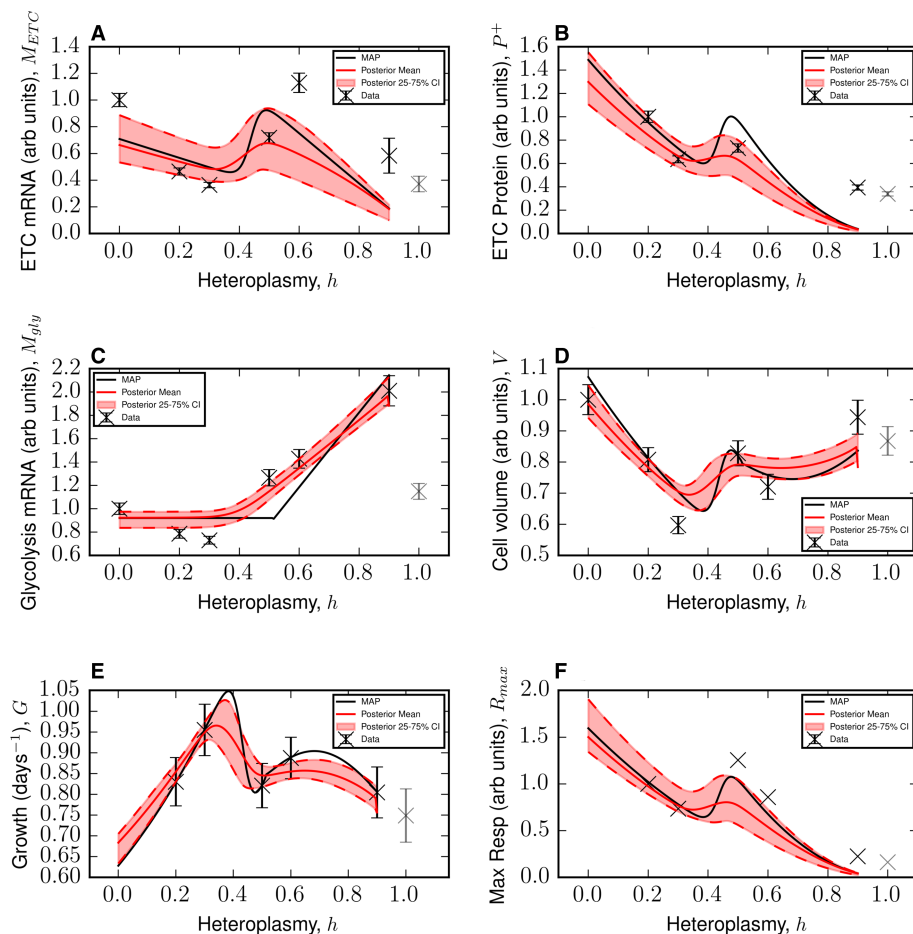 A
ETC mRNA (arb units), M_ETC
1.4
1.2
1.0
0.8
0.6
0.4
0.2
0.0
MAP
Posterior Mean
Posterior 25-75% CI
Data
0.0 0.2 0.4 0.6 0.8 1.0
Heteroplasmy, h
B
ETC Protein (arb units), P^+
1.6
1.4
1.2
1.0
0.8
0.6
0.4
0.2
0.0
MAP
Posterior Mean
Posterior 25-75% CI
Data
0.0 0.2 0.4 0.6 0.8 1.0
Heteroplasmy, h
C
Glycolysis mRNA (arb units), M_gly
2.2
2.0
1.8
1.6
1.4
1.2
1.0
0.8
0.6
MAP
Posterior Mean
Posterior 25-75% CI
Data
0.0 0.2 0.4 0.6 0.8 1.0
Heteroplasmy, h
D
Cell volume (arb units), V
1.1
1.0
0.9
0.8
0.7
0.6
0.5
MAP
Posterior Mean
Posterior 25-75% CI
Data
0.0 0.2 0.4 0.6 0.8 1.0
Heteroplasmy, h
E
Growth (days⁻¹), G
1.05
1.00
0.95
0.90
0.85
0.80
0.75
0.70
0.65
0.60
MAP
Posterior Mean
Posterior 25-75% CI
Data
0.0 0.2 0.4 0.6 0.8 1.0
Heteroplasmy, h
F
Max Resp (arb units), R_max
2.0
1.5
1.0
0.5
0.0
MAP
Posterior Mean
Posterior 25-75% CI
Data
0.0 0.2 0.4 0.6 0.8 1.0
Heteroplasmy, h